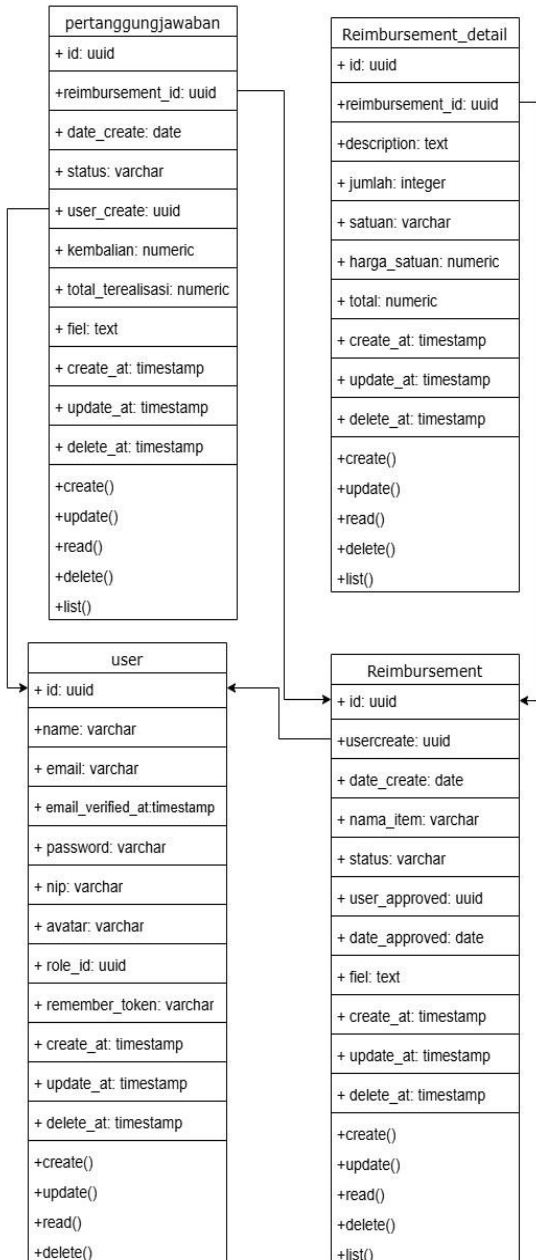 pertanggungjawaban
+ id: uuid
+reimbursement_id: uuid
+ date_create: date
+ status: varchar
+ user_create: uuid
+ kembalian: numeric
+ total_terealisasi: numeric
+ fiel: text
+ create_at: timestamp
+ update_at: timestamp
+ delete_at: timestamp
+create()
+update()
+read()
+delete()
+list()
Reimbursement_detail
+ id: uuid
+reimbursement_id: uuid
+description: text
+ jumlah: integer
+ satuan: varchar
+ harga_satuan: numeric
+ total: numeric
+ create_at: timestamp
+ update_at: timestamp
+ delete_at: timestamp
+create()
+update()
+read()
+delete()
+list()
user
+ id: uuid
+name: varchar
+ email: varchar
+ email_verified_at:timestamp
+ password: varchar
+ nip: varchar
+ avatar: varchar
+ role_id: uuid
+ remember_token: varchar
+ create_at: timestamp
+ update_at: timestamp
+ delete_at: timestamp
+create()
+update()
+read()
+delete()
Reimbursement
+ id: uuid
+usercreate: uuid
+ date_create: date
+ nama_item: varchar
+ status: varchar
+ user_approved: uuid
+ date_approved: date
+ fiel: text
+ create_at: timestamp
+ update_at: timestamp
+ delete_at: timestamp
+create()
+update()
+read()
+delete()
+list()